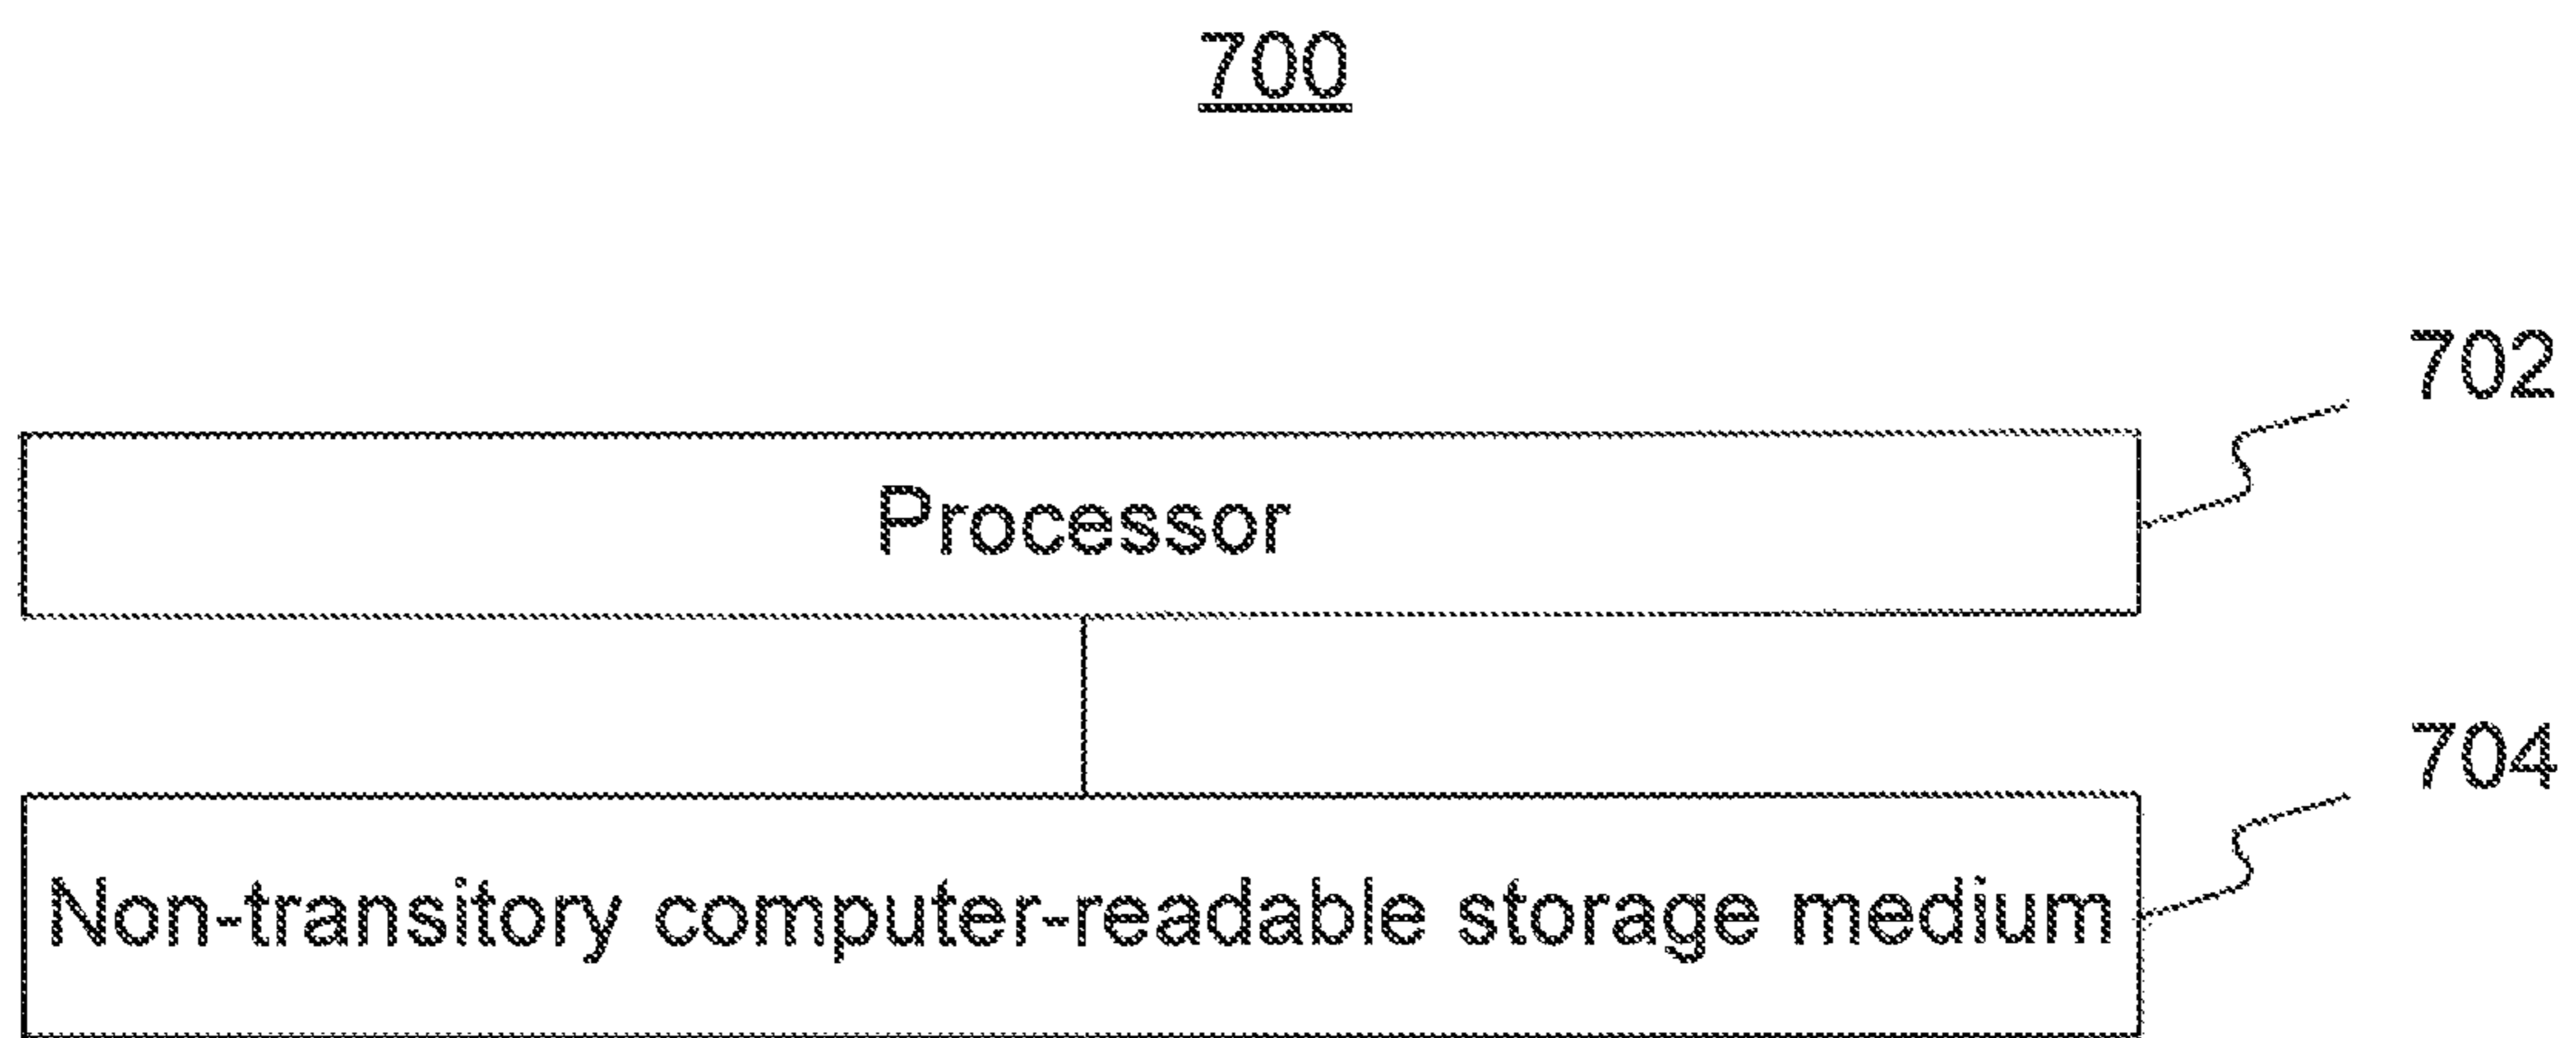 700
702
Processor
704
Non-transitory computer-readable storage medium